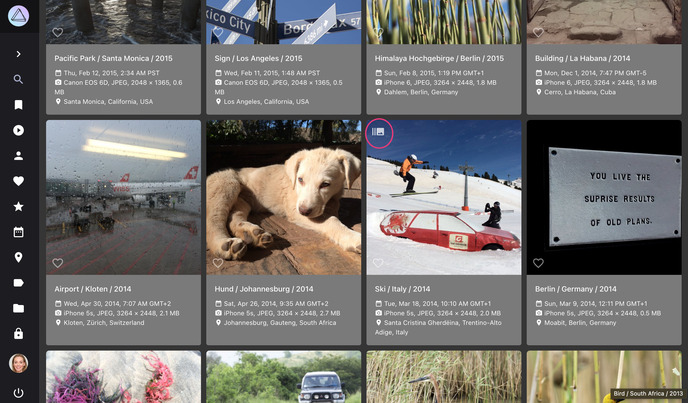 ico City
Bord
4386 m
57
Pacific Park / Santa Monica / 2015
Thu, Feb 12, 2015, 2:34 AM PST
Canon EOS 6D, JPEG, 2048 × 1365, 0.6
MB
Santa Monica, California, USA
Sign / Los Angeles / 2015
Wed, Feb 11, 2015, 1:48 AM PST
Canon EOS 6D, JPEG, 2048 × 1365, 0.5
MB
Los Angeles, California, USA
Himalaya Hochgebirge / Berlin / 2015
Sun, Feb 8, 2015, 1:19 PM GMT+1
iPhone 6, JPEG, 3264 × 2448, 1.8 MB
Dahlem, Berlin, Germany
Building / La Habana / 2014
Mon, Dec 1, 2014, 7:47 PM GMT-5
iPhone 6, JPEG, 3264 × 2448, 1.8 MB
Cerro, La Habana, Cuba
YOU LIVE THE
SUPRISE RESULTS
OF OLD PLANS.
Airport / Kloten / 2014
Wed, Apr 30, 2014, 7:07 AM GMT+2
iPhone 5s, JPEG, 3264 × 2448, 2.1 MB
Kloten, Zürich, Switzerland
Hund / Johannesburg / 2014
Sat, Apr 26, 2014, 9:35 AM GMT+2
iPhone 5s, JPEG, 3264 × 2448, 2.7 MB
Johannesburg, Gauteng, South Africa
Ski / Italy / 2014
Tue, Mar 18, 2014, 10:10 AM GMT+1
iPhone 5s, JPEG, 3264 × 2448, 2.0 MB
Santa Cristina Gherdëina, Trentino-Alto
Adige, Italy
Berlin / Germany / 2014
Sun, Mar 9, 2014, 12:11 PM GMT+1
iPhone 5s, JPEG, 3264 × 2448, 0.5 MB
Moabit, Berlin, Germany
Bird / South Africa / 2013